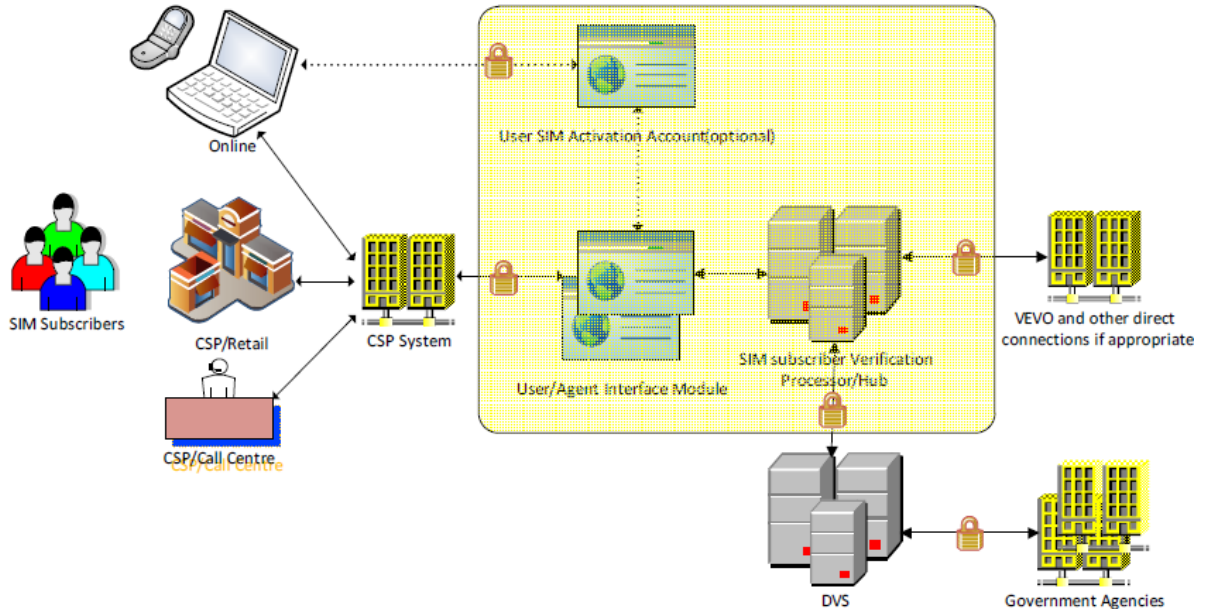 User SIM Activation Account(optional)
Online
SIM Subscribers
CSP/Retail
CSP System
VEVO and other direct
connections if appropriate
SIM subscriber Verification
Processor/Hub
User/Agent Interface Module
CSP/Call Centre
CSP/Call Centre
DVS
Government Agencies